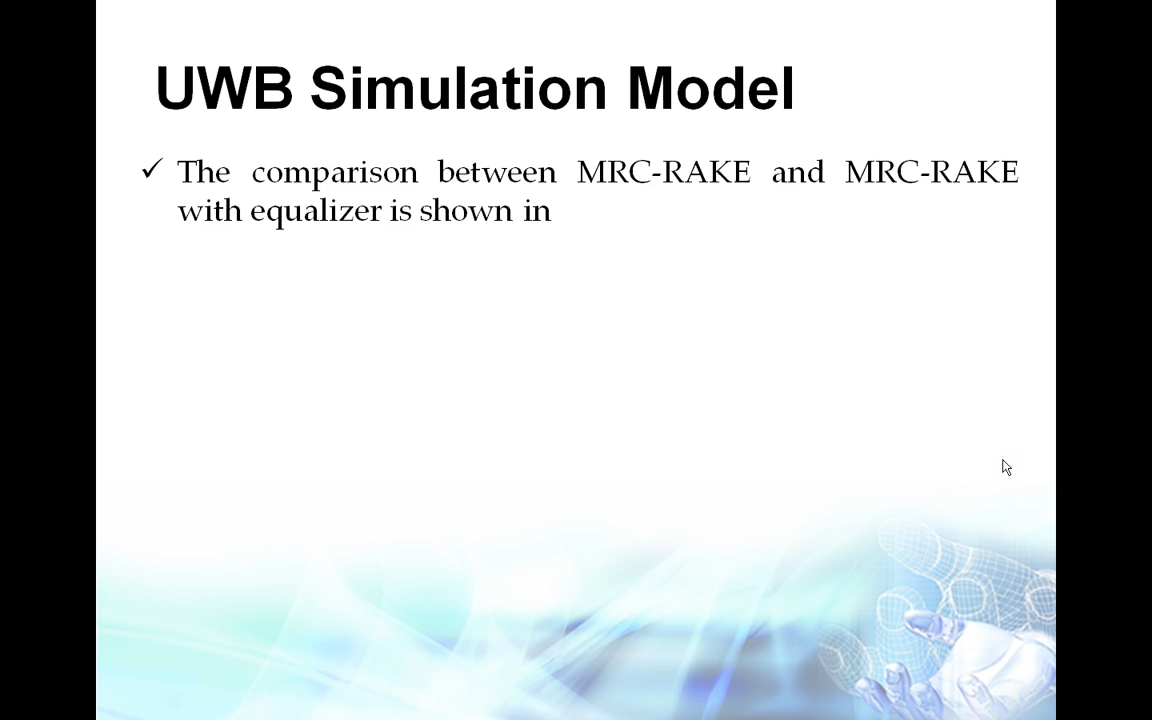 UWB Simulation Model
✓ The comparison between MRC-RAKE and MRC-RAKE
with equalizer is shown in